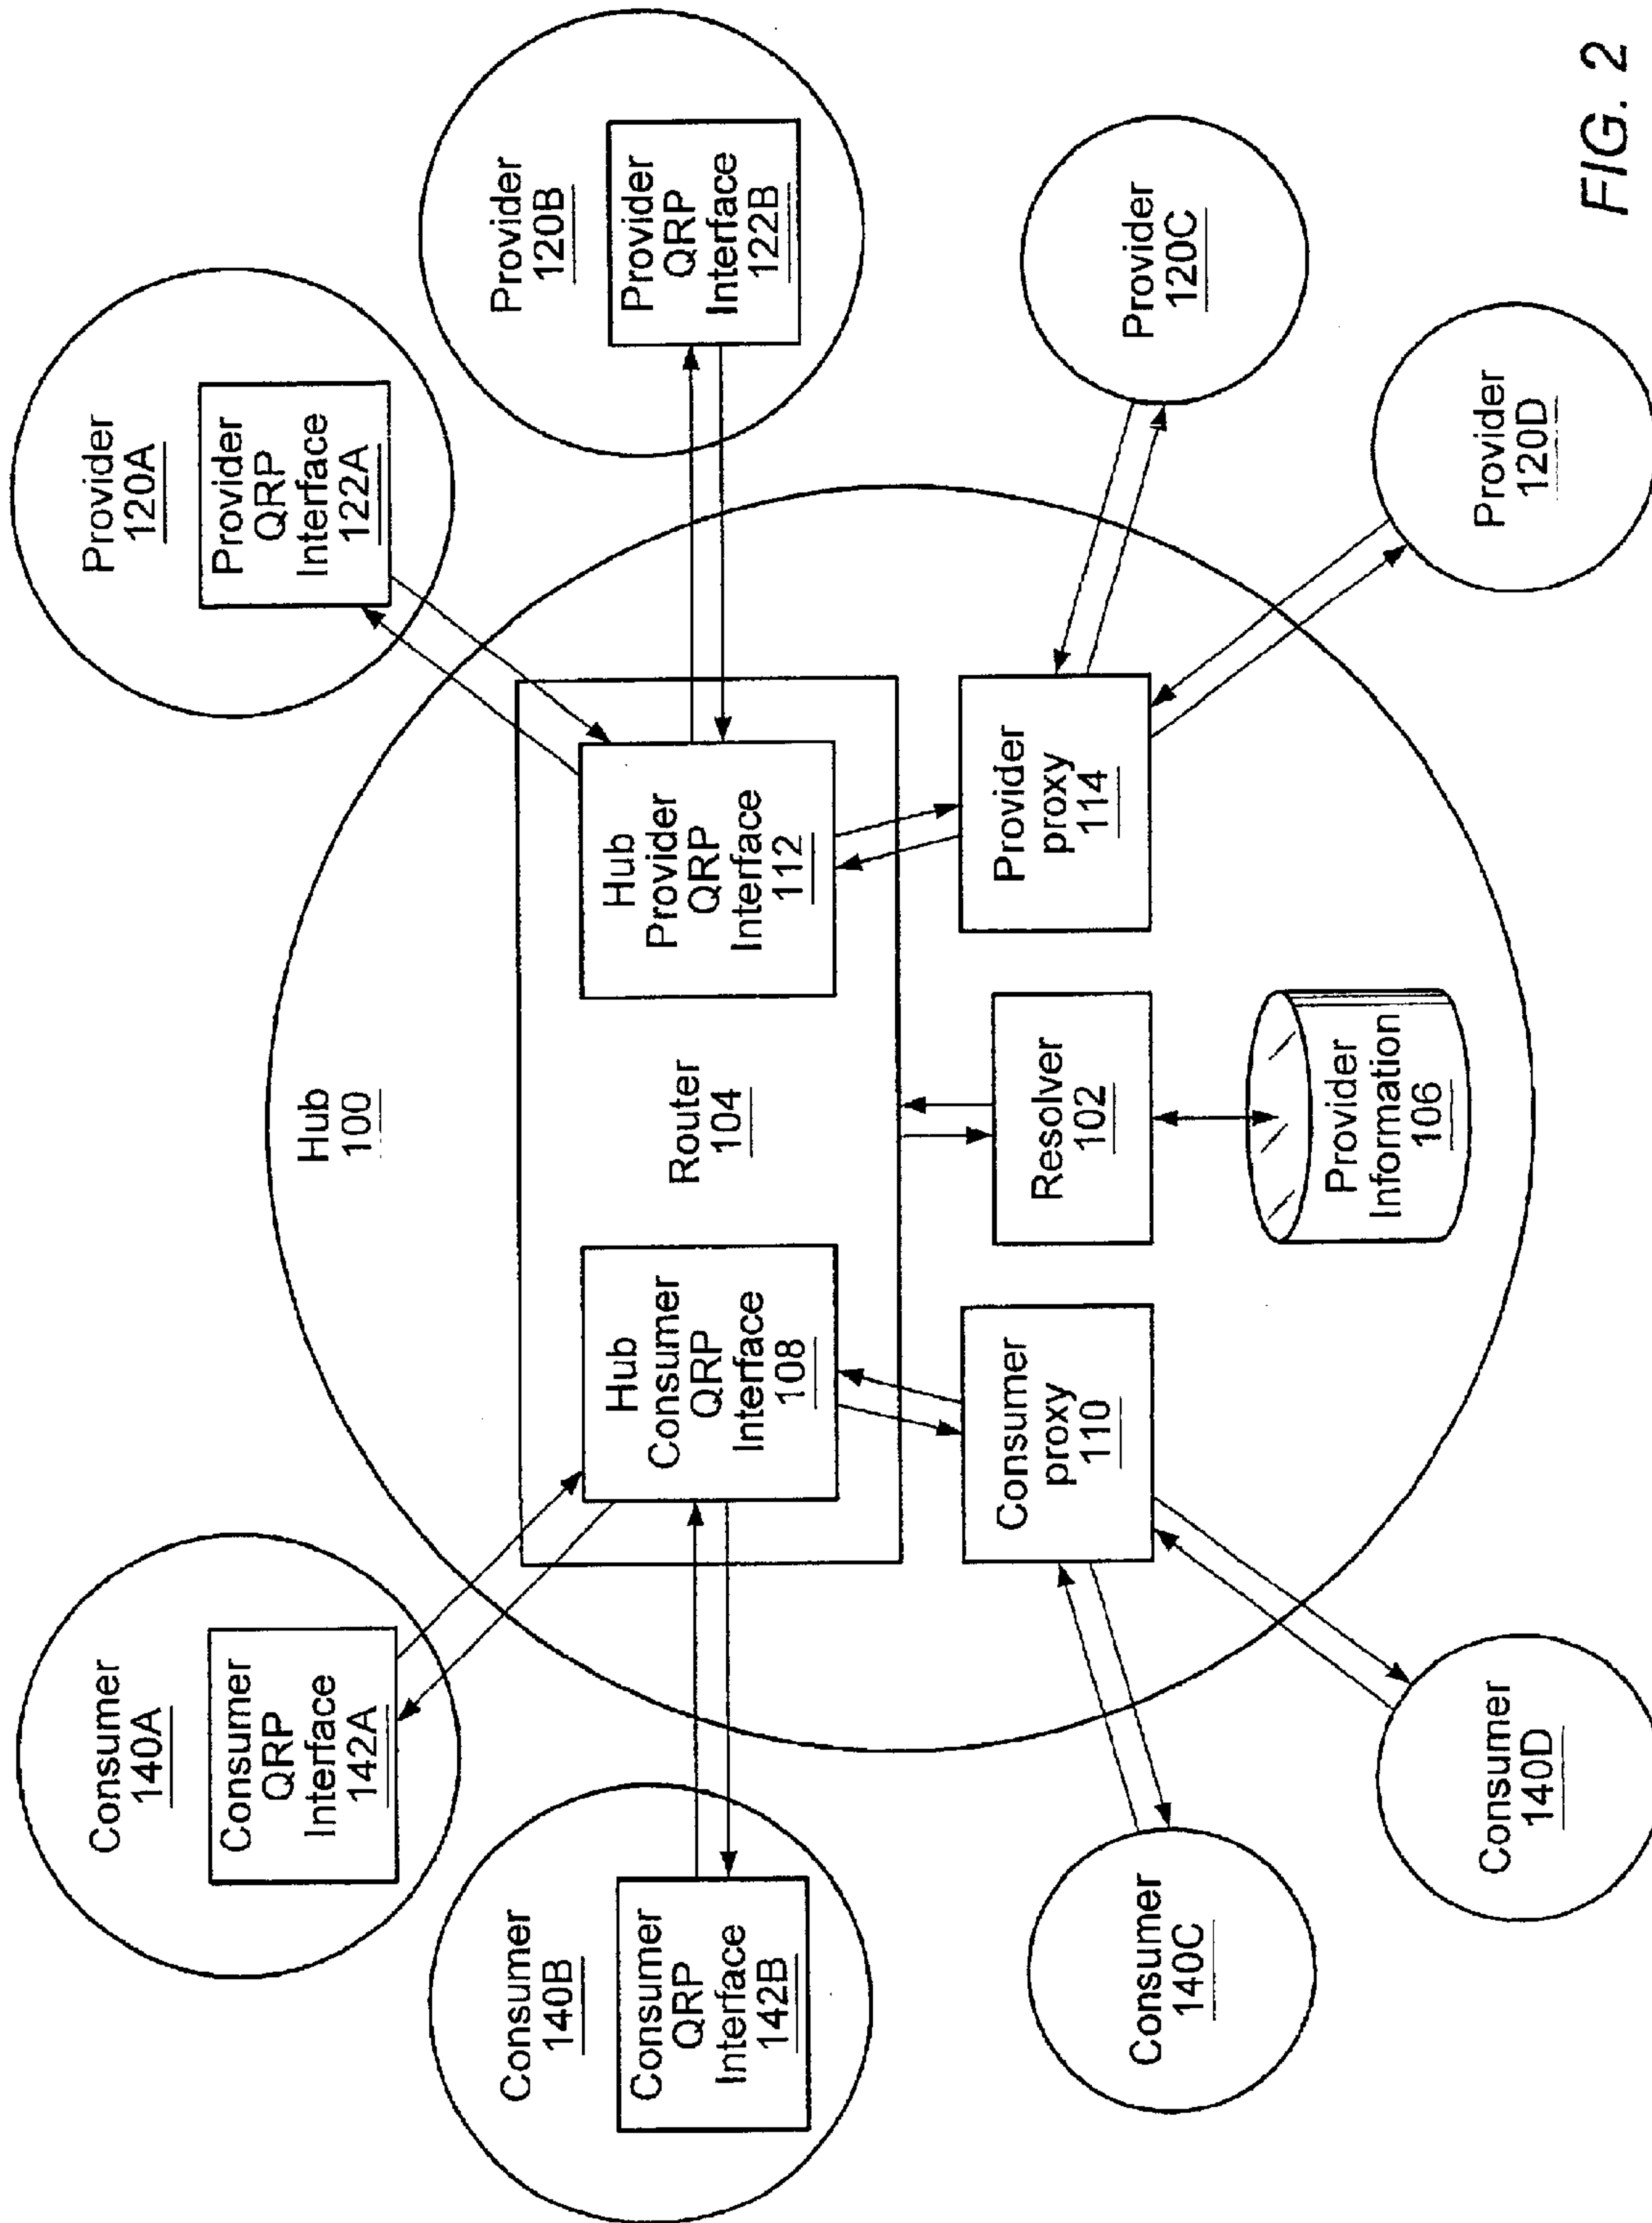 Consumer
140A
Consumer
QRP
Interface
142A
Consumer
140B
Consumer
QRP
Interface
142B
Consumer
140C
Consumer
140D
Hub
100
Router
104
Hub
Consumer
QRP
Interface
108
Hub
Provider
QRP
Interface
112
Consumer
proxy
110
Resolver
102
Provider
proxy
114
Provider
Information
106
Provider
120A
Provider
QRP
Interface
122A
Provider
120B
Provider
QRP
Interface
122B
Provider
120C
Provider
120D
FIG. 2